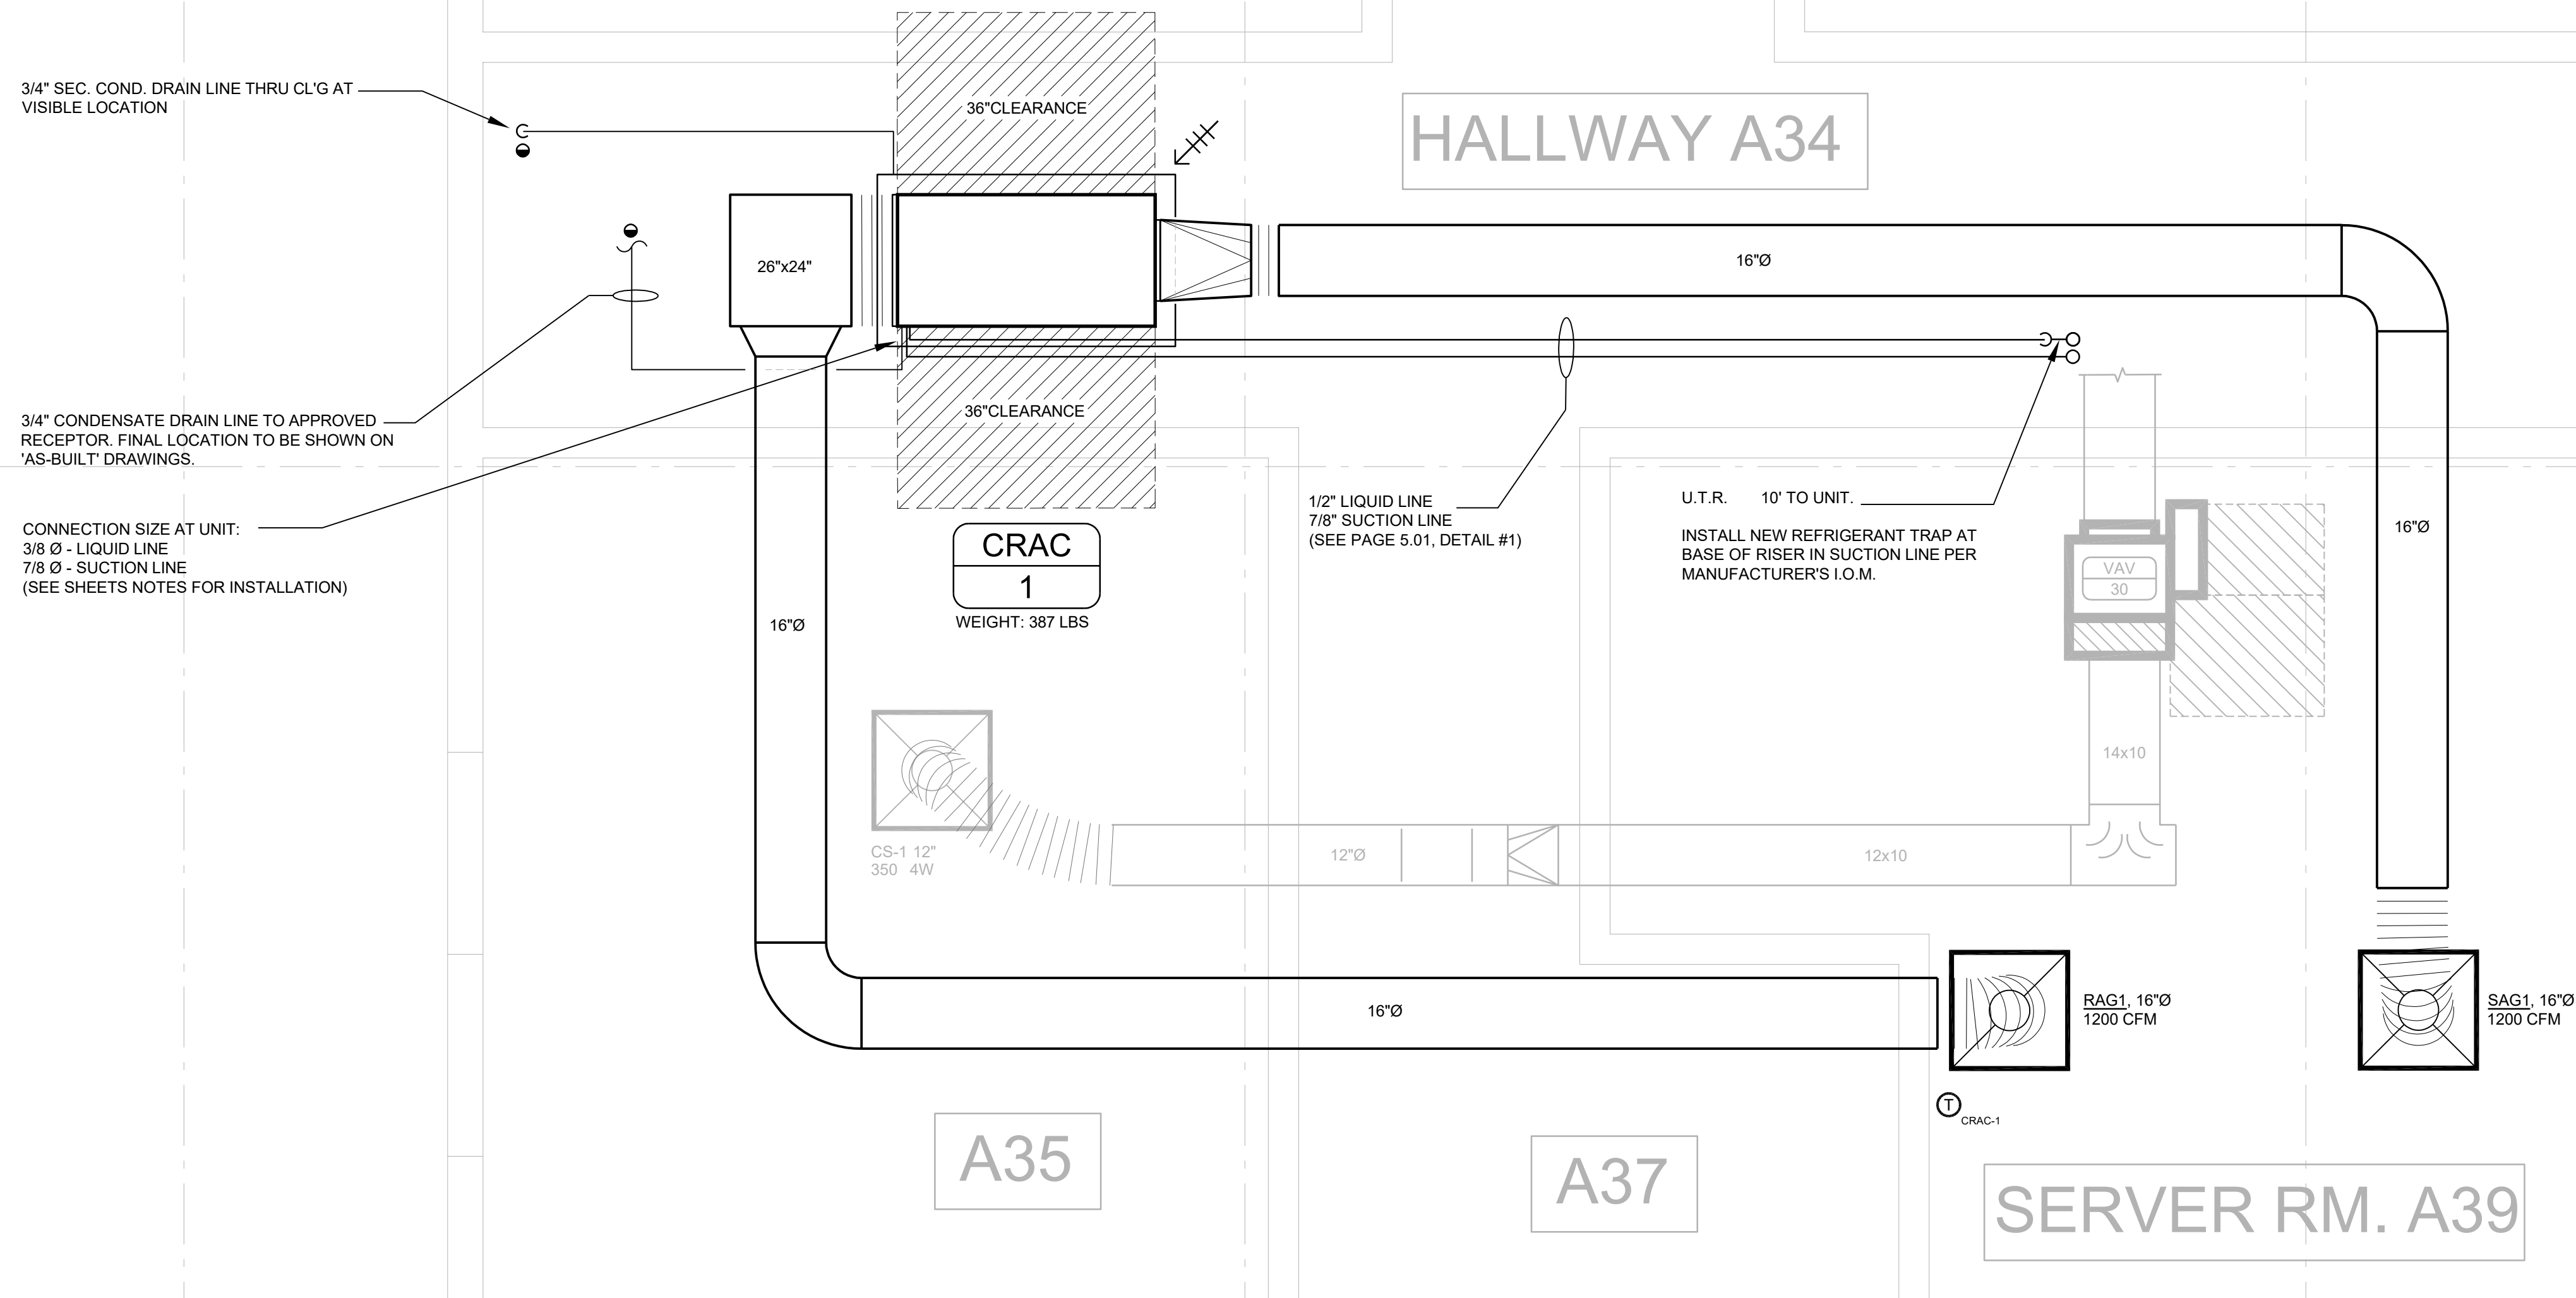 3/4" SEC. COND. DRAIN LINE THRU CL'G AT
VISIBLE LOCATION
36"CLEARANCE
HALLWAY A34
26"x24"
16"Ø
3/4" CONDENSATE DRAIN LINE TO APPROVED
RECEPTOR. FINAL LOCATION TO BE SHOWN ON
'AS-BUILT' DRAWINGS.
36"CLEARANCE
CONNECTION SIZE AT UNIT:
3/8 Ø - LIQUID LINE
7/8 Ø - SUCTION LINE
(SEE SHEETS NOTES FOR INSTALLATION)
CRAC
1
WEIGHT: 387 LBS
1/2" LIQUID LINE
7/8" SUCTION LINE
(SEE PAGE 5.01, DETAIL #1)
U.T.R. 10' TO UNIT.
INSTALL NEW REFRIGERANT TRAP AT
BASE OF RISER IN SUCTION LINE PER
MANUFACTURER'S I.O.M.
VAV
30
16"Ø
16"Ø
14x10
CS-1 12"
350 4W
12"Ø
12x10
16"Ø
RAG1, 16"Ø
1200 CFM
SAG1, 16"Ø
1200 CFM
T
CRAC-1
A35
A37
SERVER RM. A39